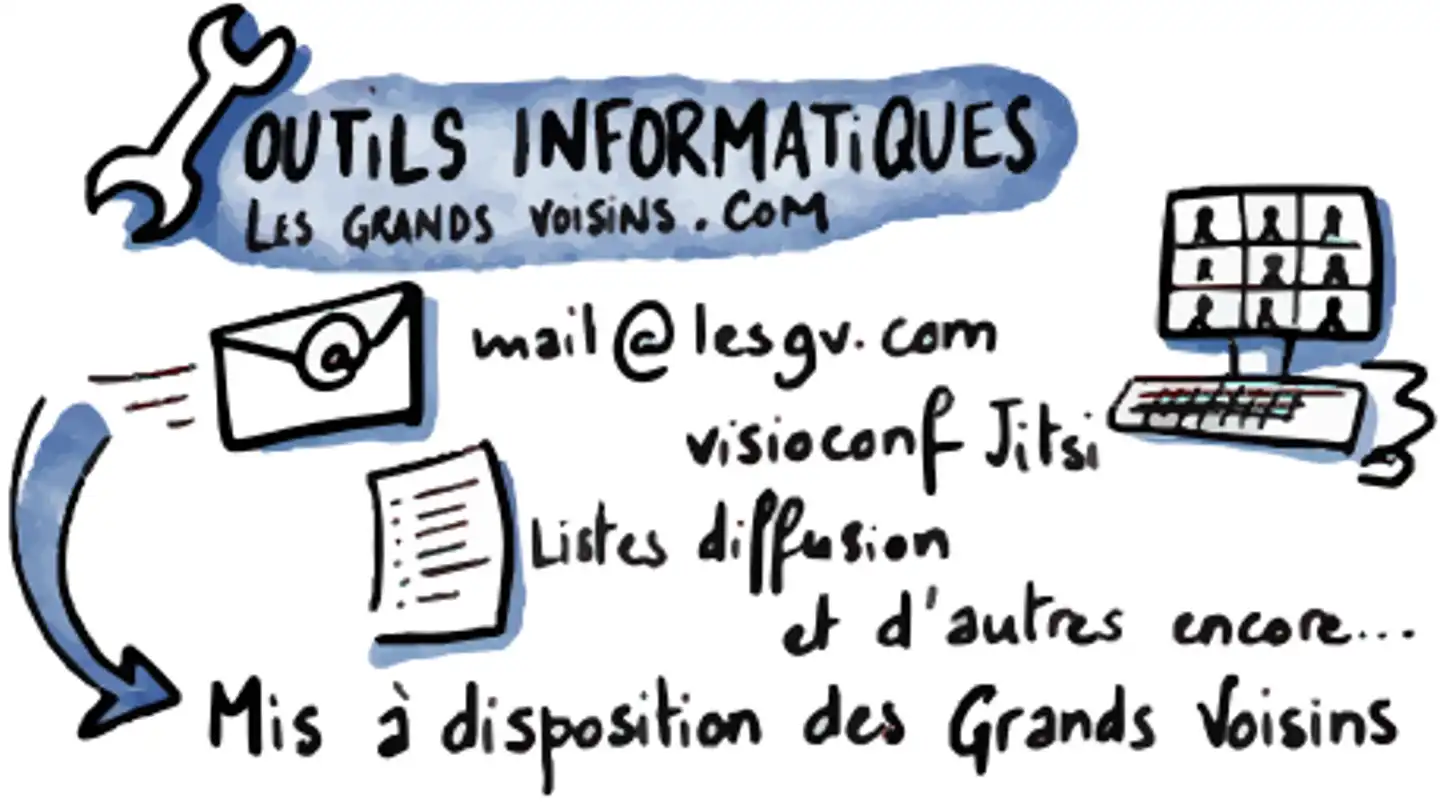 OUTiLS INFORMATiQUES
LES GRANDS VOISINS.COM
mail@lesgv.com
visioconf Jitsi
Listes diffusion
et d'autres encore...
Mis à disposition des Grands Voisins